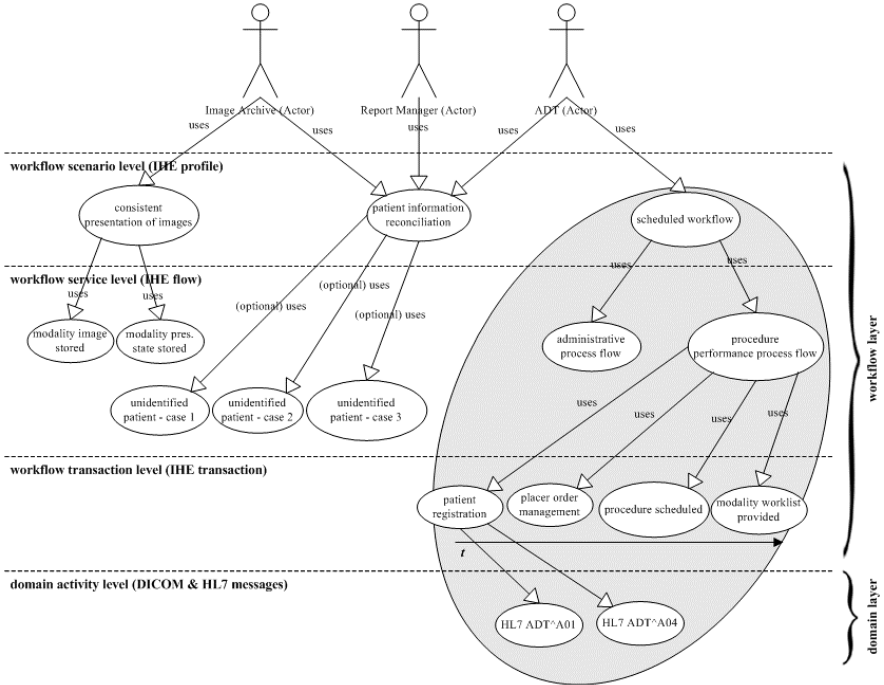 Image Archive (Actor)
Report Manager (Actor)
ADT (Actor)
uses
uses
uses
uses
uses
workflow scenario level (IHE profile)
consistent
presentation of images
patient information
reconciliation
scheduled workflow
workflow service level (IHE flow)
uses
uses
(optional) uses
(optional) uses
(optional) uses
uses
uses
modality image
stored
modality pres.
state stored
administrative
process flow
procedure
performance process flow
unidentified
patient - case 1
unidentified
patient - case 2
unidentified
patient - case 3
uses
uses
uses
uses
workflow transaction level (IHE transaction)
patient
registration
placer order
management
procedure scheduled
modality worklist
provided
t
domain activity level (DICOM & HL7 messages)
HL7 ADT^A01
HL7 ADT^A04
workflow layer
domain layer